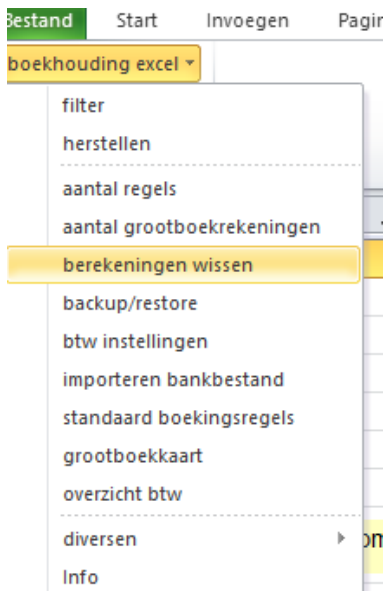 Bestand Start Invoegen
boekhouding excel
filter
herstellen
aantal regels
aantal grootboekrekeningen
berekeningen wissen
backup/restore
btw instellingen
importeren bankbestand
standaard boekingsregels
grootboekkaart
overzicht btw
diversen
Info